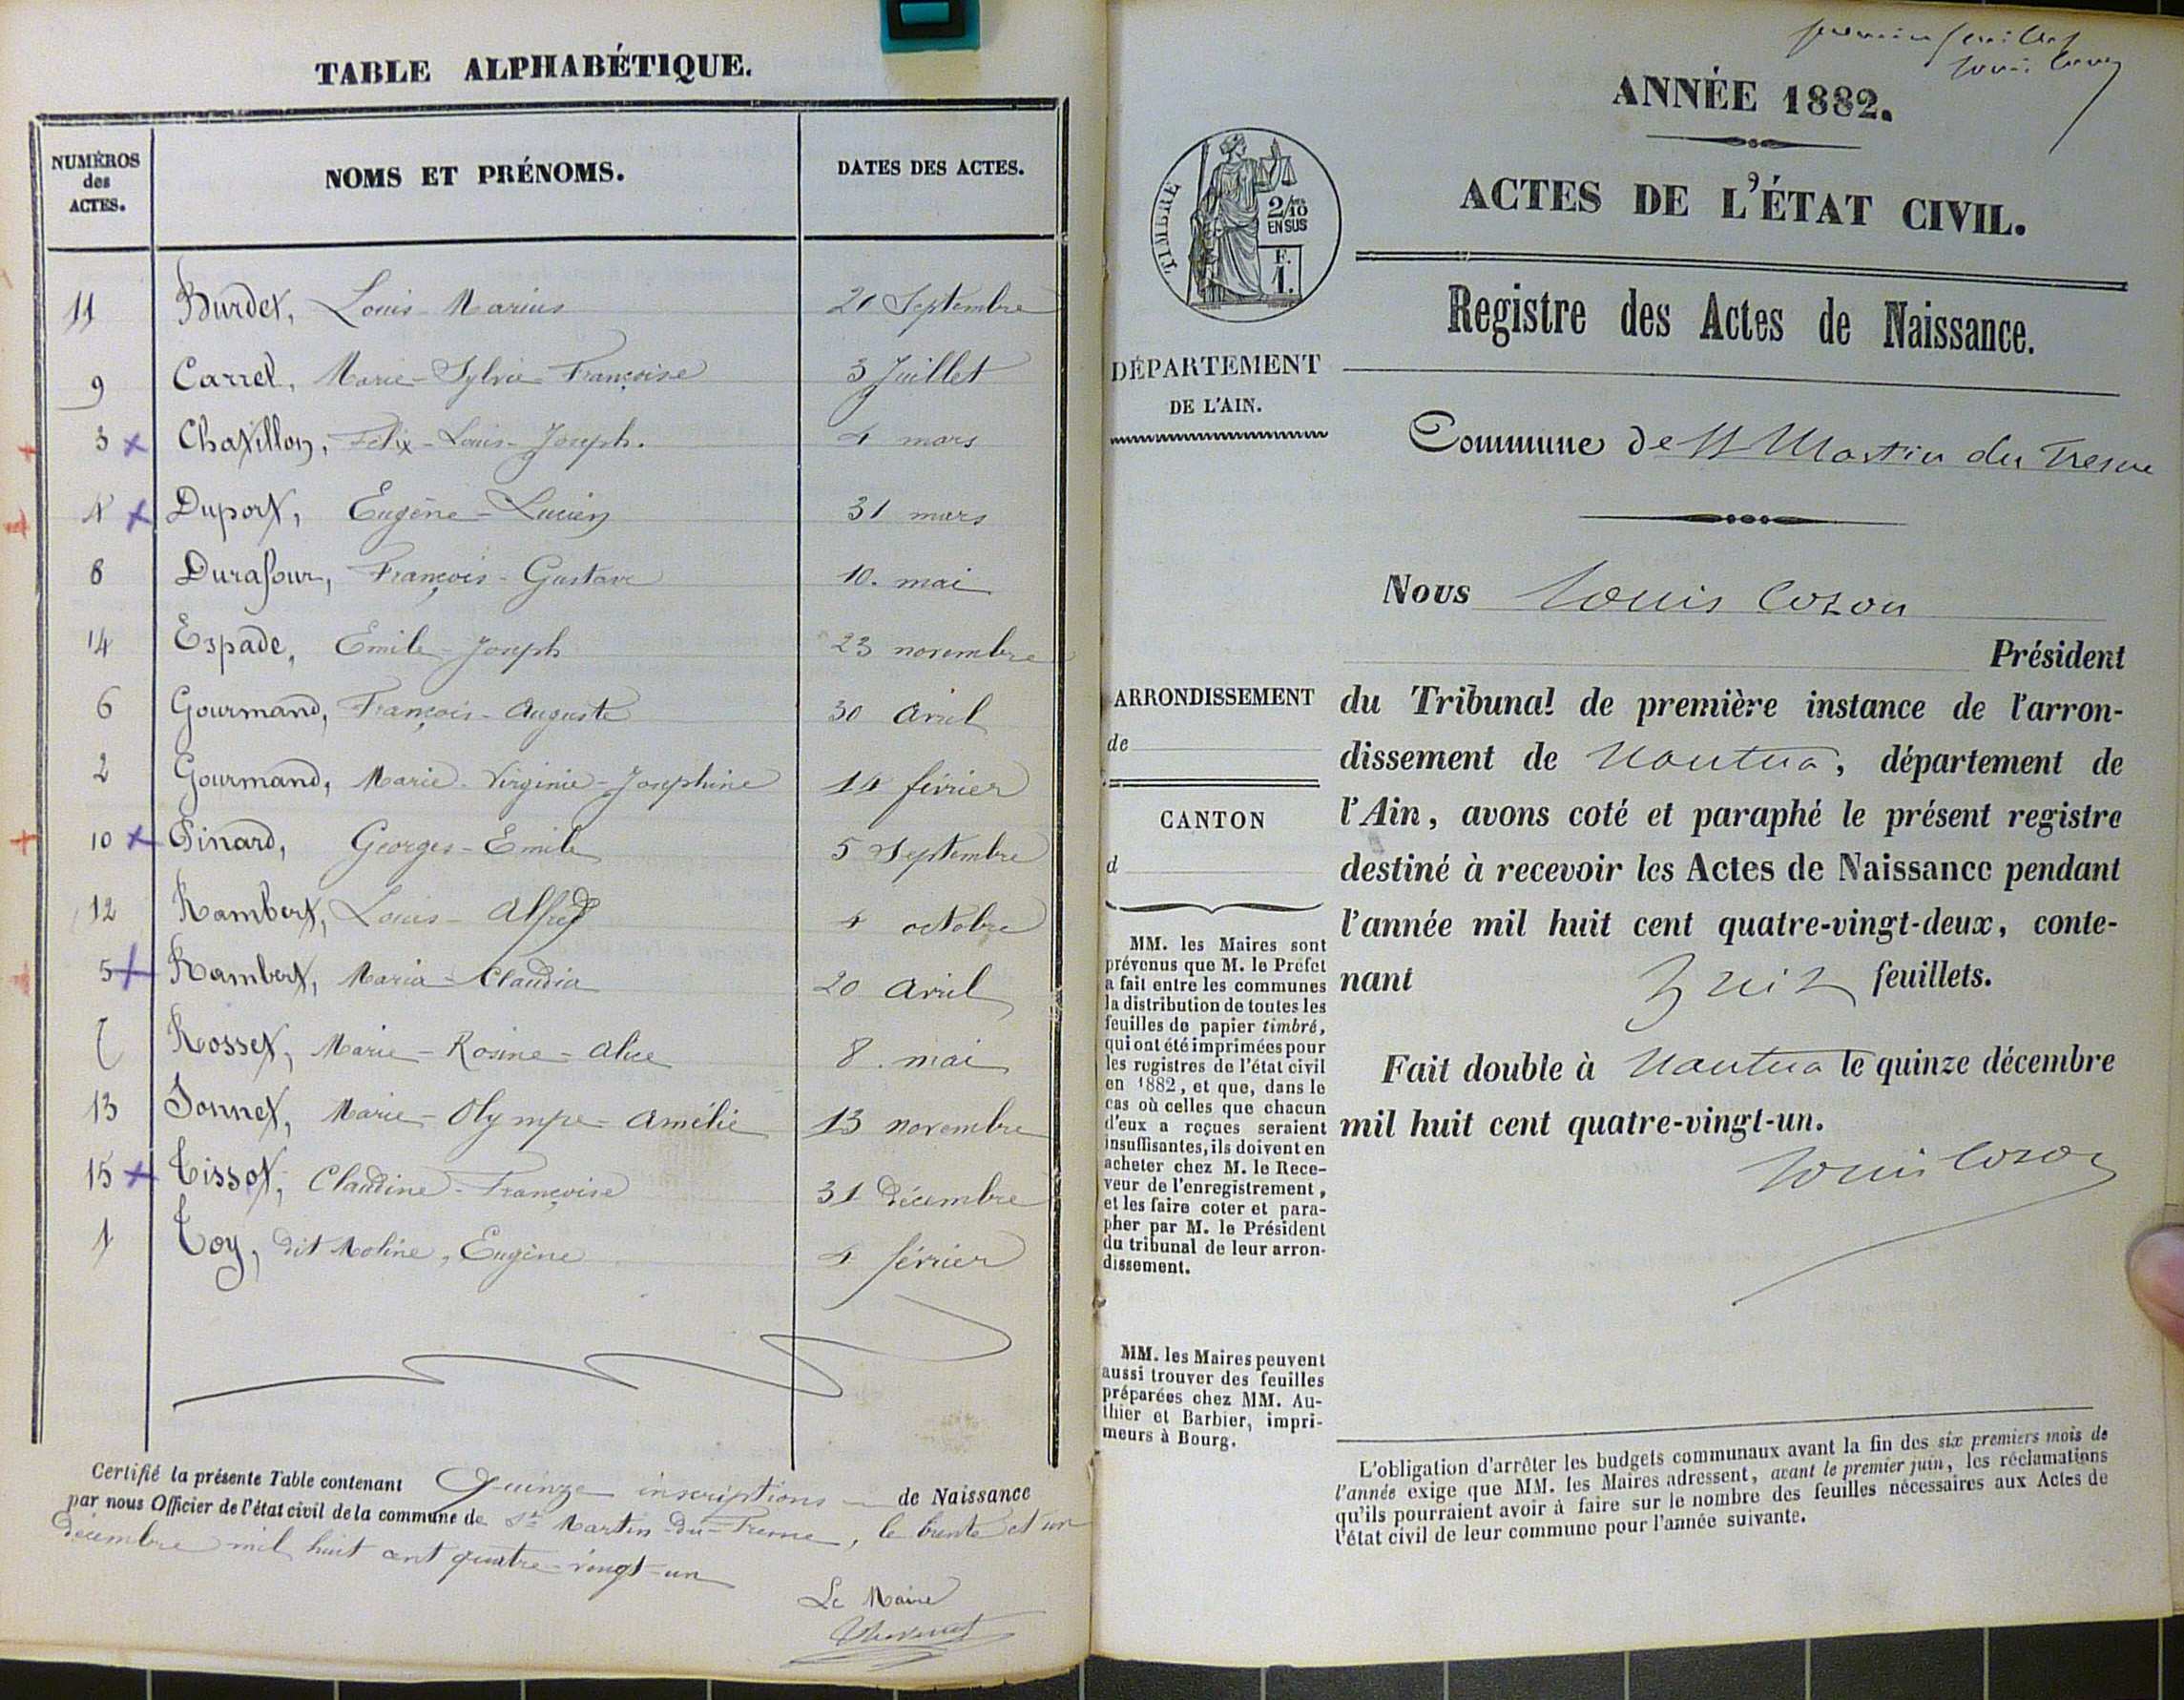 TABLE ALPHABÉTIQUE.
NUMÉROS des ACTES.
NOMS ET PRÉNOMS.
DATES DES ACTES.
11 Burdet, Louis Marius 21 Septembre
9 Carrel, Marie-Sylvie-Françoise 3 Juillet
3 Chatillon, Félix-Louis-Joseph. 4 mars
4 Duport, Eugène-Lucien 31 mars
8 Durafour, François-Gustave 10. mai
14 Espade, Emile-Joseph 23 novembre
6 Gourmand, François-Auguste 30 Avril
2 Gourmand, Marie-Virginie-Joséphine 14 février
10 Pinard, Georges-Emile 5 Septembre
12 Rambert, Louis-Alfred 4 octobre
5 Rambert, Maria-Claudia 20 Avril
7 Rosset, Marie-Rosine-Alice 8. mai
13 Sonnet, Marie-Olympe-Amélie 13 novembre
15 Tissot, Claudine-Françoise 31 décembre
1 Toy, dit Moline, Eugène 4 février
Certifié la présente Table contenant Quinze inscriptions de Naissance
par nous Officier de l'état civil de la commune de St Martin-du-Frene, le trente et un
décembre mil huit cent quatre-vingt-un
Le Maire
premier feuillet
Louis Cozon
ANNÉE 1882.
ACTES DE L'ÉTAT CIVIL.
TIMBRE
2/10 EN SUS
F. 1.
Registre des Actes de Naissance.
DÉPARTEMENT
DE L'AIN.
Commune de St Martin du Fresne
Nous Louis Cozon
Président
ARRONDISSEMENT
de
CANTON
d
du Tribunal de première instance de l'arron-
dissement de Nantua, département de
l'Ain, avons coté et paraphé le présent registre
destiné à recevoir les Actes de Naissance pendant
l'année mil huit cent quatre-vingt-deux, conte-
nant huit feuillets.
Fait double à Nantua le quinze décembre
mil huit cent quatre-vingt-un.
Louis Cozon
MM. les Maires sont
prévenus que M. le Préfet
a fait entre les communes
la distribution de toutes les
feuilles de papier timbré,
qui ont été imprimées pour
les registres de l'état civil
en 1882, et que, dans le
cas où celles que chacun
d'eux a reçues seraient
insuffisantes, ils doivent en
acheter chez M. le Rece-
veur de l'enregistrement,
et les faire coter et para-
pher par M. le Président
du tribunal de leur arron-
dissement.
MM. les Maires peuvent
aussi trouver des feuilles
préparées chez MM. Au-
thier et Barbier, impri-
meurs à Bourg.
L'obligation d'arrêter les budgets communaux avant la fin des six premiers mois de
l'année exige que MM. les Maires adressent, avant le premier juin, les réclamations
qu'ils pourraient avoir à faire sur le nombre des feuilles nécessaires aux Actes de
l'état civil de leur commune pour l'année suivante.